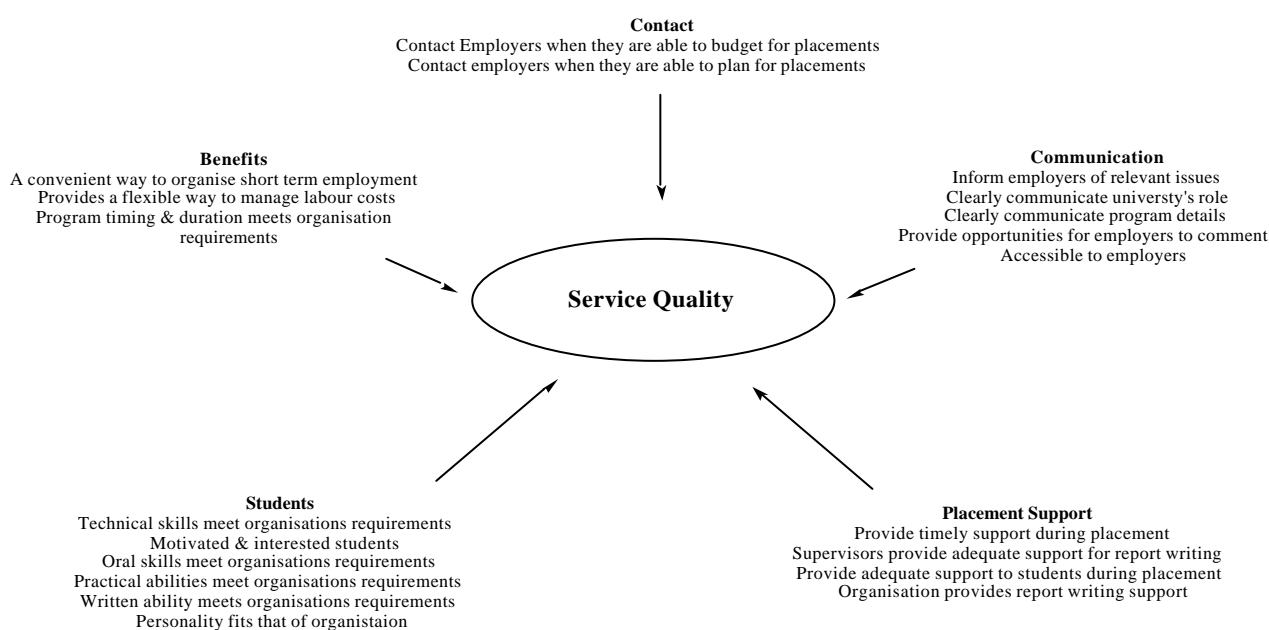 Contact
Contact Employers when they are able to budget for placements
Contact employers when they are able to plan for placements
Benefits
A convenient way to organise short term employment
Provides a flexible way to manage labour costs
Program timing & duration meets organisation
requirements
Communication
Inform employers of relevant issues
Clearly communicate universty's role
Clearly communicate program details
Provide opportunities for employers to comment
Accessible to employers
Service Quality
Students
Technical skills meet organisations requirements
Motivated & interested students
Oral skills meet organisations requirements
Practical abilities meet organisations requirements
Written ability meets organisations requirements
Personality fits that of organistaion
Placement Support
Provide timely support during placement
Supervisors provide adequate support for report writing
Provide adequate support to students during placement
Organisation provides report writing support